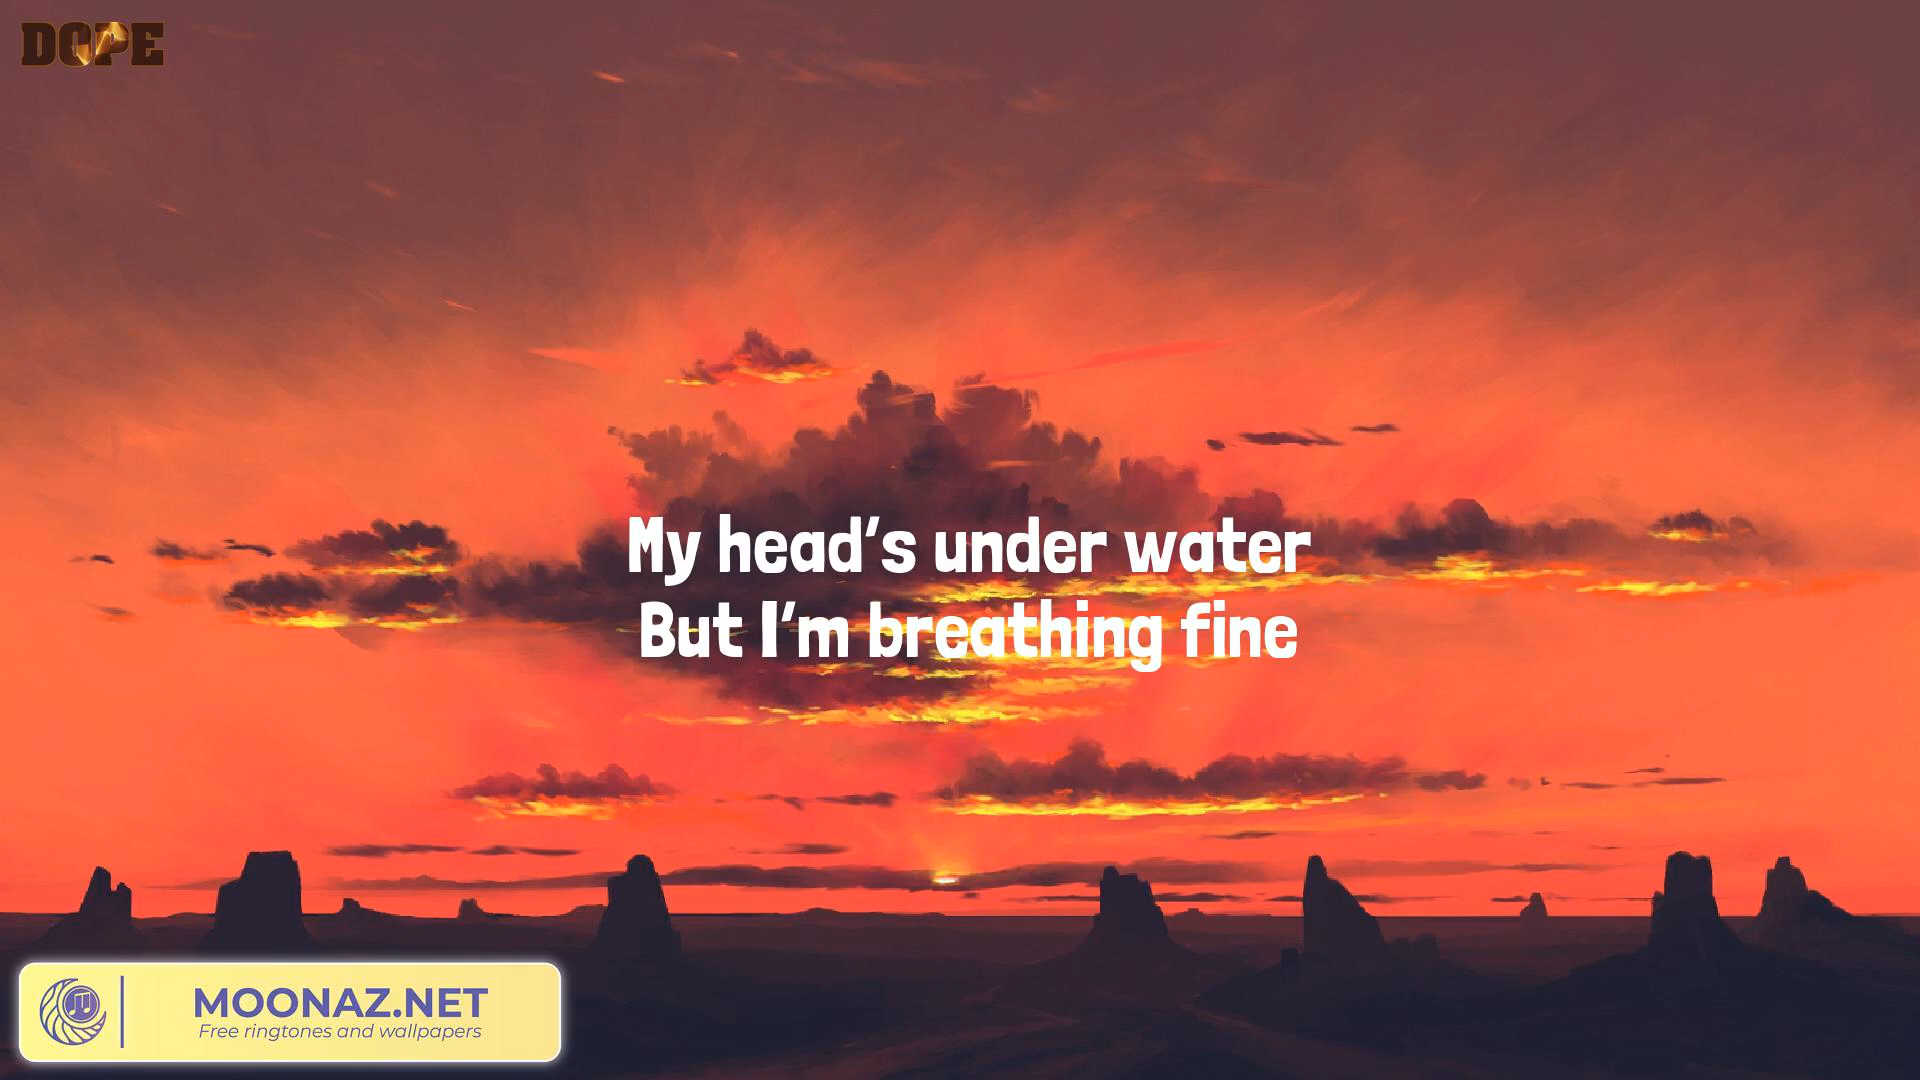 DOPE
My head's under water
But I'm breathing fine
MOONAZ.NET
Free ringtones and wallpapers